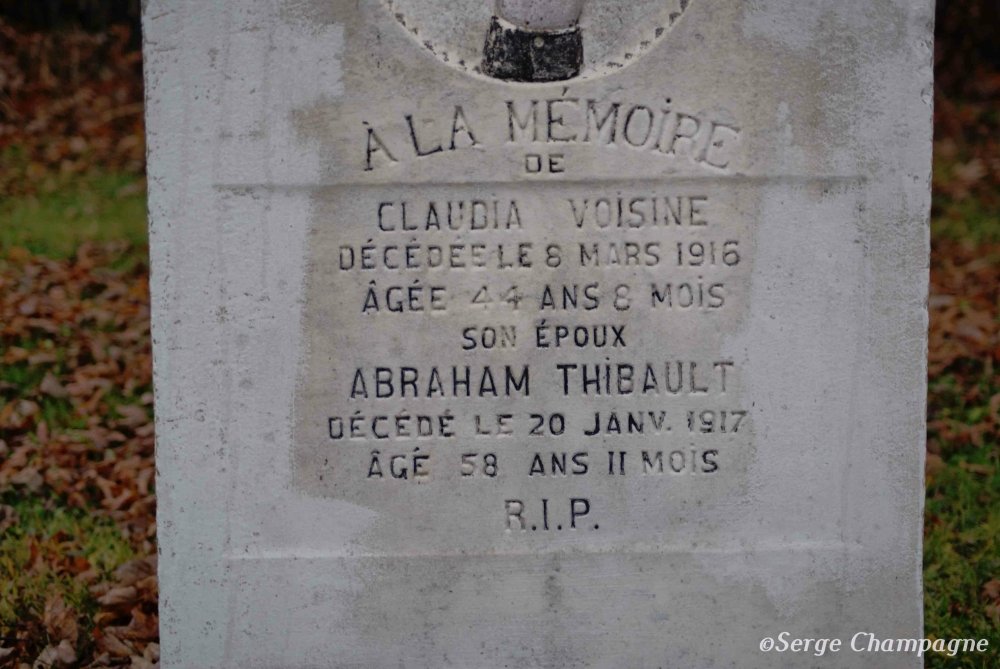 À LA MÉMOIRE
DE
CLAUDIA VOISINE
DÉCÉDÉE LE 8 MARS 1916
ÂGÉE 44 ANS 8 MOIS
SON ÉPOUX
ABRAHAM THIBAULT
DÉCÉDÉ LE 20 JANV. 1917
ÂGÉ 58 ANS 11 MOIS
R.I.P.
©Serge Champagne